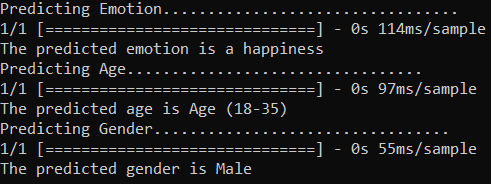 Predicting Emotion.................................
1/1 [==============================] - 0s 114ms/sample
The predicted emotion is a happiness
Predicting Age.................................
1/1 [==============================] - 0s 97ms/sample
The predicted age is Age (18-35)
Predicting Gender.................................
1/1 [==============================] - 0s 55ms/sample
The predicted gender is Male